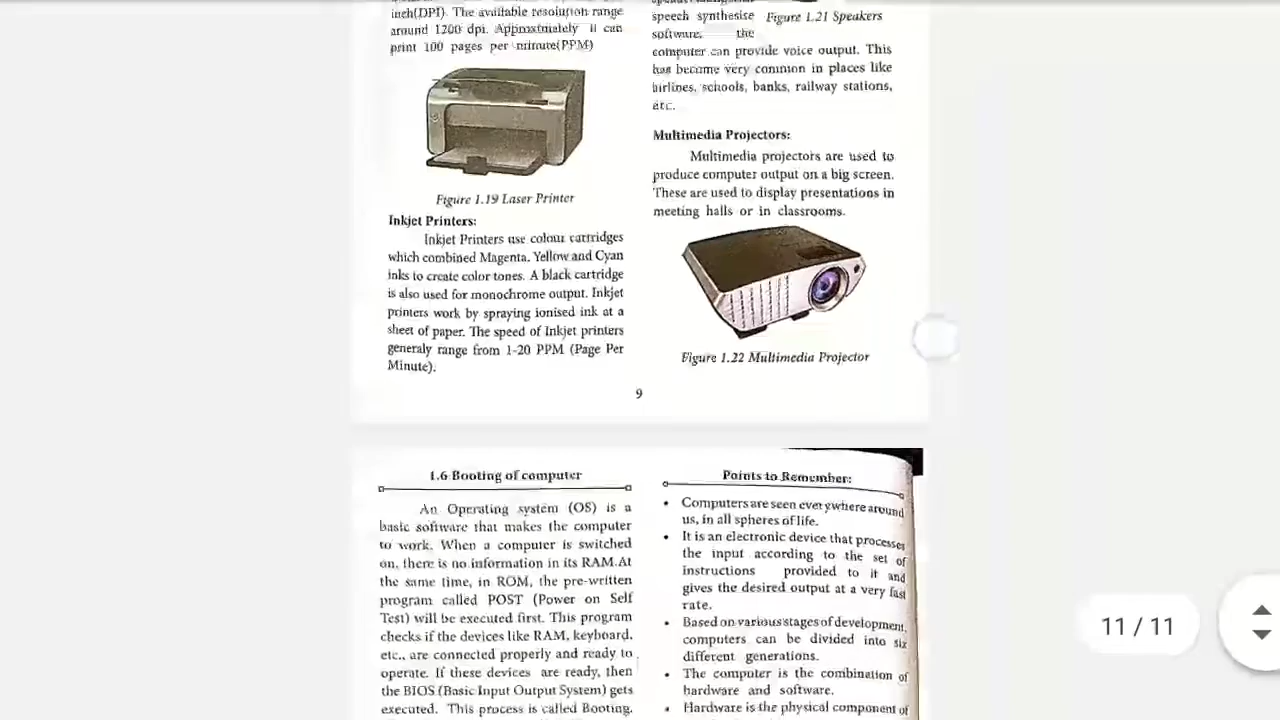 inch(DPI). The available resolution range
around 1200 dpi. Approximately it can
print 100 pages per minute(PPM)
Figure 1.19 Laser Printer
Inkjet Printers:
Inkjet Printers use colour cartridges
which combined Magenta, Yellow and Cyan
inks to create color tones. A black cartridge
is also used for monochrome output. Inkjet
printers work by spraying ionised ink at a
sheet of paper. The speed of Inkjet printers
generaly range from 1-20 PPM (Page Per
Minute).
speech synthesise Figure 1.21 Speakers
software, the
computer can provide voice output. This
has become very common in places like
airlines, schools, banks, railway stations,
etc.
Multimedia Projectors:
Multimedia projectors are used to
produce computer output on a big screen.
These are used to display presentations in
meeting halls or in classrooms.
Figure 1.22 Multimedia Projector
9
1.6 Booting of computer
An Operating system (OS) is a
basic software that makes the computer
to work. When a computer is switched
on, there is no information in its RAM.At
the same time, in ROM, the pre-written
program called POST (Power on Self
Test) will be executed first. This program
checks if the devices like RAM, keyboard,
etc., are connected properly and ready to
operate. If these devices are ready, then
the BIOS (Basic Input Output System) gets
executed. This process is called Booting.
Points to Remember:
• Computers are seen everywhere around
us, in all spheres of life.
• It is an electronic device that processes
the input according to the set of
instructions provided to it and
gives the desired output at a very fast
rate.
• Based on various stages of development,
computers can be divided into six
different generations.
• The computer is the combination of
hardware and software.
• Hardware is the physical component of
11 / 11